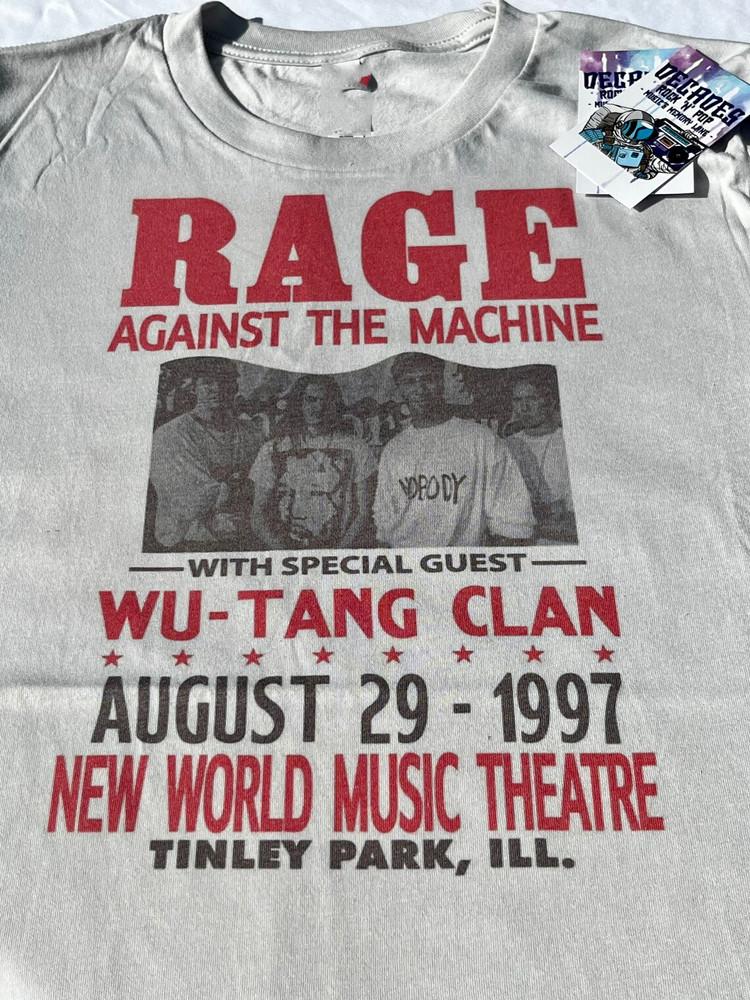 DECADES
ROCK 'N' POP
RAGE
AGAINST THE MACHINE
NOBODY
WITH SPECIAL GUEST
WU-TANG CLAN
AUGUST 29 - 1997
NEW WORLD MUSIC THEATRE
TINLEY PARK, ILL.